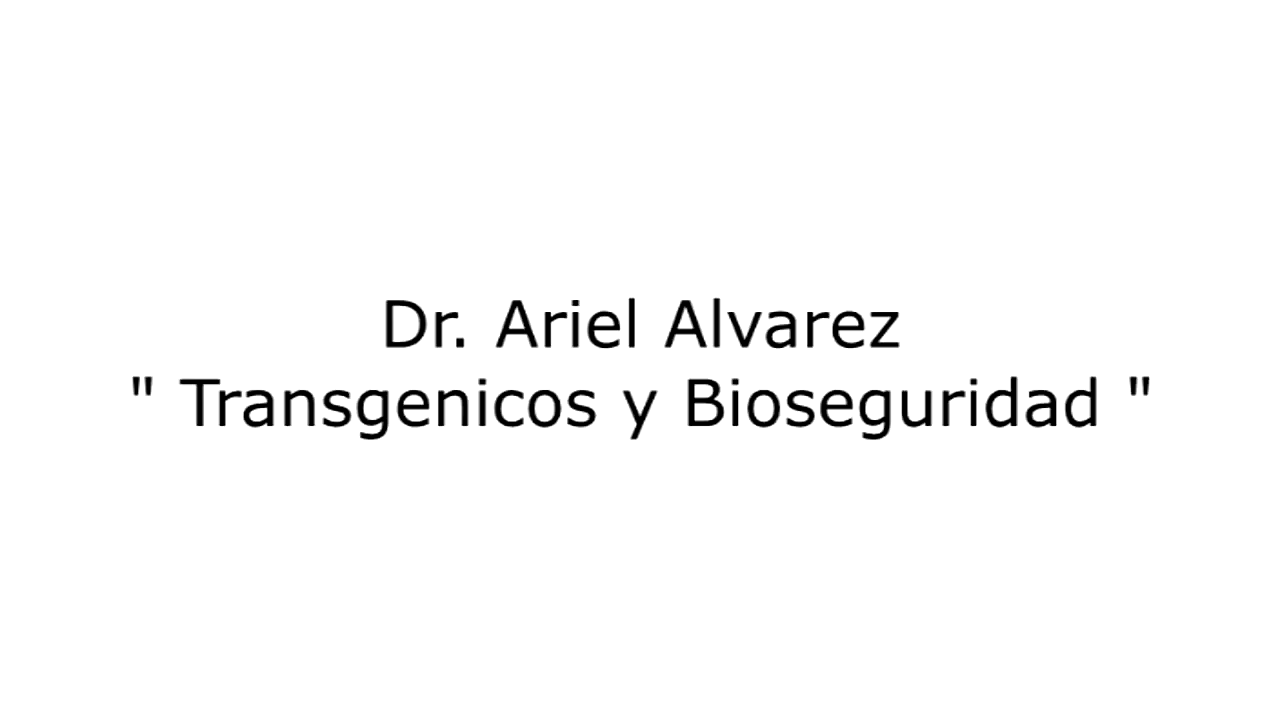 Dr. Ariel Alvarez
" Transgenicos y Bioseguridad "